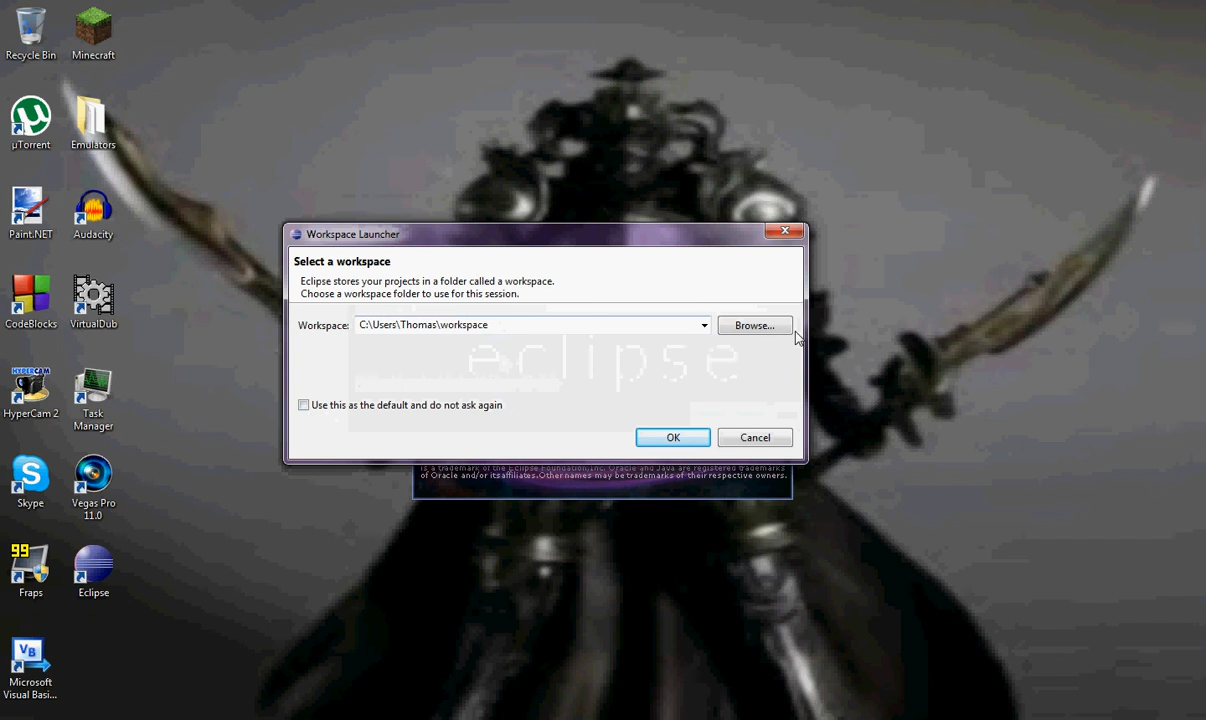 Recycle Bin
Minecraft
µTorrent
Emulators
Paint.NET
Audacity
CodeBlocks
VirtualDub
HyperCam 2
Task
Manager
Skype
Vegas Pro
11.0
99
Fraps
Eclipse
Microsoft
Visual Basi...
Workspace Launcher
Select a workspace
Eclipse stores your projects in a folder called a workspace.
Choose a workspace folder to use for this session.
Workspace:
C:\Users\Thomas\workspace
Browse...
eclipse
Use this as the default and do not ask again
OK
Cancel
is a trademark of the Eclipse Foundation,Inc. Oracle and Java are registered trademarks
of Oracle and/or itsaffiliates.Other names may be trademarks of their respective owners.